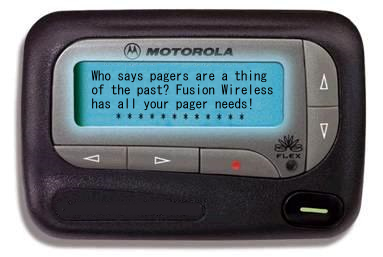 MOTOROLA
Who says pagers are a thing
of the past? Fusion Wireless
has all your pager needs!
* * * * * * * * * * * *
FLEX